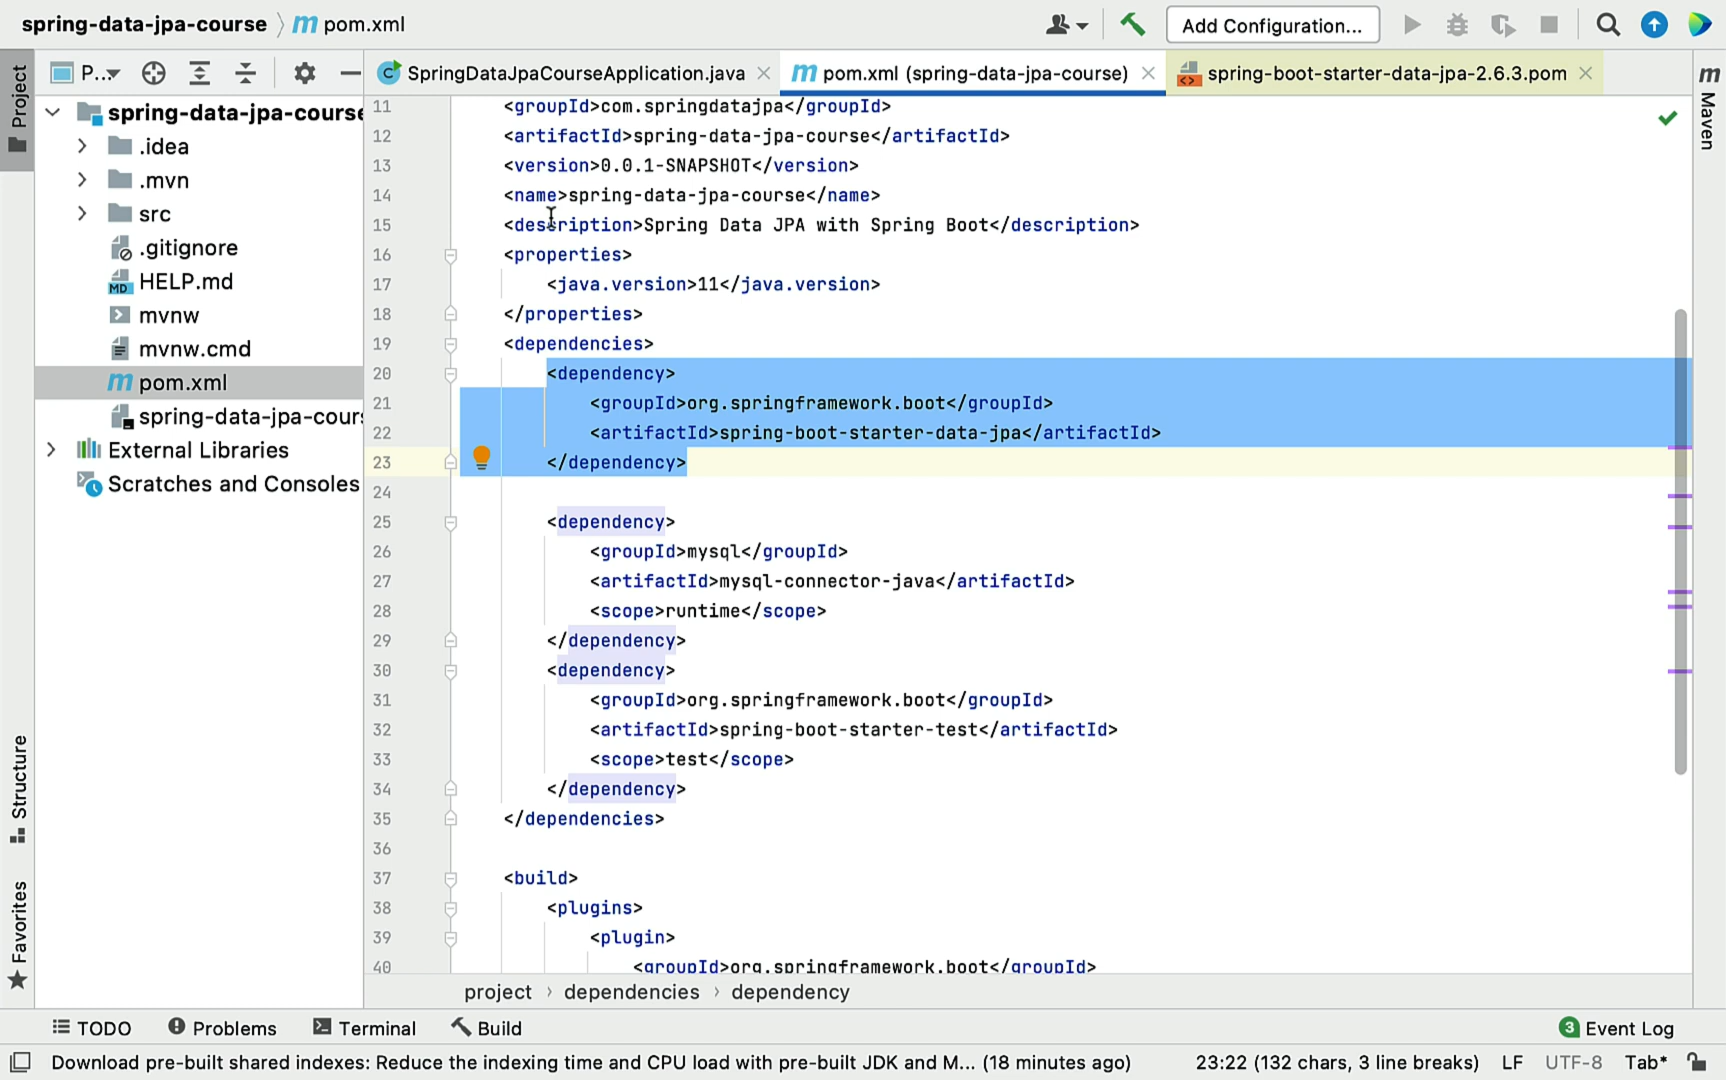 spring-data-jpa-course pom.xml
Add Configuration...
Project
P...
SpringDataJpaCourseApplication.java
pom.xml (spring-data-jpa-course)
spring-boot-starter-data-jpa-2.6.3.pom
Maven
spring-data-jpa-course
.idea
.mvn
src
.gitignore
HELP.md
mvnw
mvnw.cmd
pom.xml
spring-data-jpa-cour
External Libraries
Scratches and Consoles
Structure
Favorites
11 <groupId>com.springdatajpa</groupId>
12 <artifactId>spring-data-jpa-course</artifactId>
13 <version>0.0.1-SNAPSHOT</version>
14 <name>spring-data-jpa-course</name>
15 <description>Spring Data JPA with Spring Boot</description>
16 <properties>
17 <java.version>11</java.version>
18 </properties>
19 <dependencies>
20 <dependency>
21 <groupId>org.springframework.boot</groupId>
22 <artifactId>spring-boot-starter-data-jpa</artifactId>
23 </dependency>
24
25 <dependency>
26 <groupId>mysql</groupId>
27 <artifactId>mysql-connector-java</artifactId>
28 <scope>runtime</scope>
29 </dependency>
30 <dependency>
31 <groupId>org.springframework.boot</groupId>
32 <artifactId>spring-boot-starter-test</artifactId>
33 <scope>test</scope>
34 </dependency>
35 </dependencies>
36
37 <build>
38 <plugins>
39 <plugin>
40 <groupId>org.springframework.boot</groupId>
project › dependencies › dependency
TODO Problems Terminal Build
3 Event Log
Download pre-built shared indexes: Reduce the indexing time and CPU load with pre-built JDK and M... (18 minutes ago)
23:22 (132 chars, 3 line breaks) LF UTF-8 Tab*